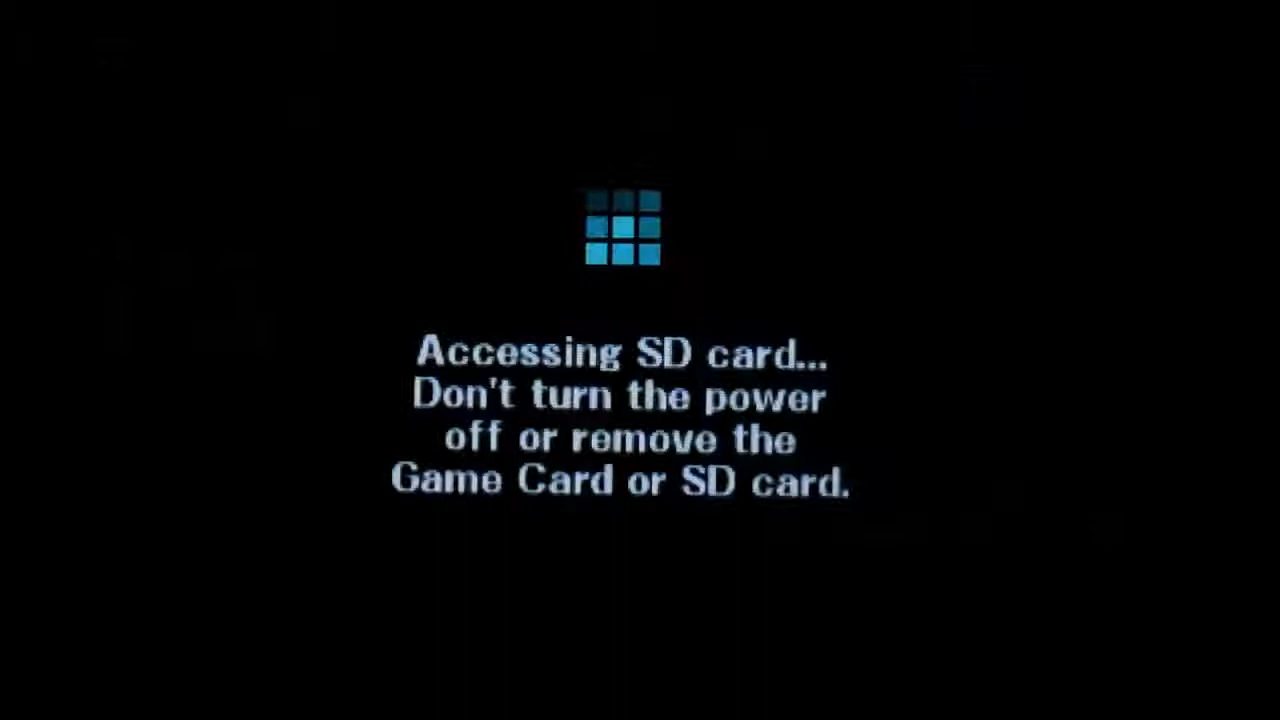 Accessing SD card...
Don't turn the power
off or remove the
Game Card or SD card.